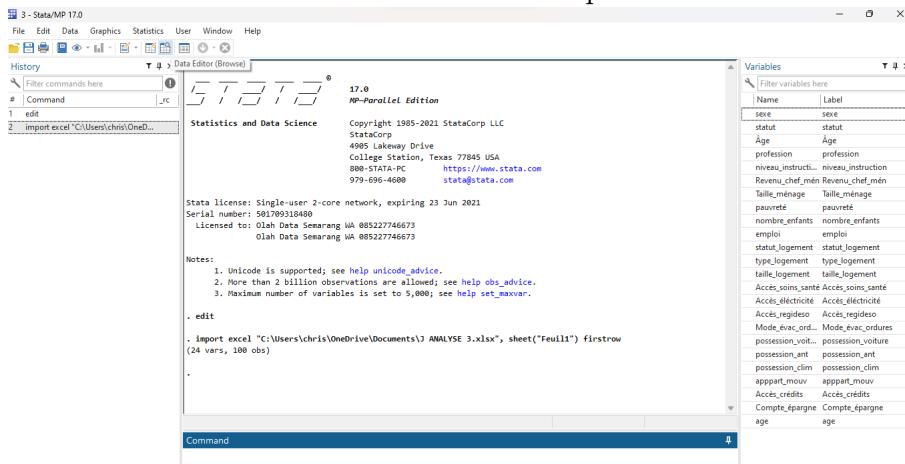 3 - Stata/MP 17.0
File Edit Data Graphics Statistics User Window Help
Data Editor (Browse)
History
Filter commands here
# Command _rc
1 edit
2 import excel "C:\Users\chris\OneD...
®
17.0
MP—Parallel Edition
Statistics and Data Science Copyright 1985-2021 StataCorp LLC
StataCorp
4905 Lakeway Drive
College Station, Texas 77845 USA
800-STATA-PC https://www.stata.com
979-696-4600 stata@stata.com
Stata license: Single-user 2-core network, expiring 23 Jun 2021
Serial number: 501709318480
Licensed to: Olah Data Semarang WA 085227746673
Olah Data Semarang WA 085227746673
Notes:
1. Unicode is supported; see help unicode_advice.
2. More than 2 billion observations are allowed; see help obs_advice.
3. Maximum number of variables is set to 5,000; see help set_maxvar.
. edit
. import excel "C:\Users\chris\OneDrive\Documents\J ANALYSE 3.xlsx", sheet("Feuil1") firstrow
(24 vars, 100 obs)
.
Command
Variables
Filter variables here
Name Label
sexe sexe
statut statut
Âge Âge
profession profession
niveau_instructi... niveau_instruction
Revenu_chef_mén Revenu_chef_mén
Taille_ménage Taille_ménage
pauvreté pauvreté
nombre_enfants nombre_enfants
emploi emploi
statut_logement statut_logement
type_logement type_logement
taille_logement taille_logement
Accès_soins_santé Accès_soins_santé
Accès_éléctricité Accès_éléctricité
Accès_regideso Accès_regideso
Mode_évac_ord... Mode_évac_ordures
possession_voit... possession_voiture
possession_ant possession_ant
possession_clim possession_clim
apppart_mouv apppart_mouv
Accès_crédits Accès_crédits
Compte_épargne Compte_épargne
age age